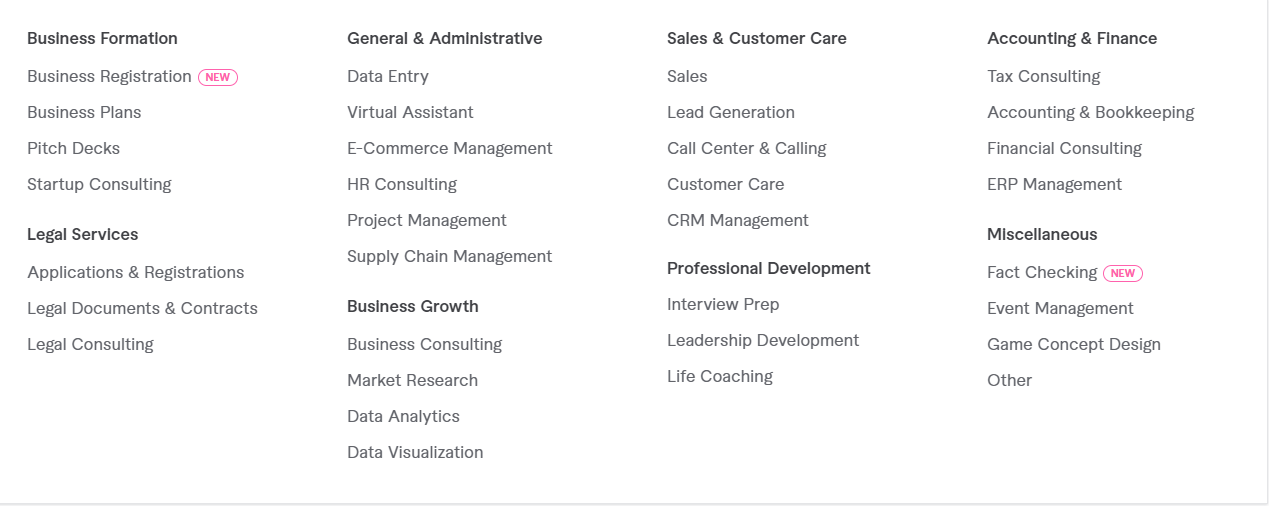 Business Formation
Business Registration NEW
Business Plans
Pitch Decks
Startup Consulting
Legal Services
Applications & Registrations
Legal Documents & Contracts
Legal Consulting
General & Administrative
Data Entry
Virtual Assistant
E-Commerce Management
HR Consulting
Project Management
Supply Chain Management
Business Growth
Business Consulting
Market Research
Data Analytics
Data Visualization
Sales & Customer Care
Sales
Lead Generation
Call Center & Calling
Customer Care
CRM Management
Professional Development
Interview Prep
Leadership Development
Life Coaching
Accounting & Finance
Tax Consulting
Accounting & Bookkeeping
Financial Consulting
ERP Management
Miscellaneous
Fact Checking NEW
Event Management
Game Concept Design
Other